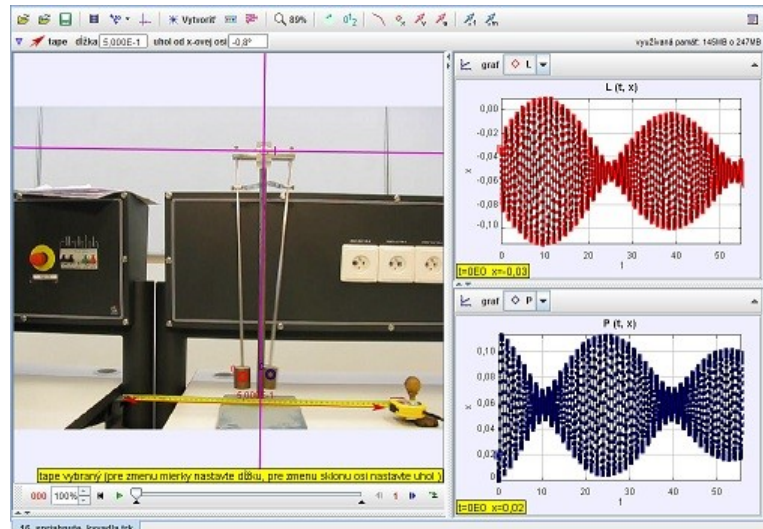 Vytvoriť 89%
tape dĺžka 5,000E-1 uhol od x-ovej osi -0,8° využívaná pamäť: 145MB o 247MB
graf L
L (t, x)
0,00
-0,02
-0,04
x
-0,06
-0,08
-0,10
0 10 20 30 40 50
t
t=0E0 x=-0,03
graf P
P (t, x)
0,10
0,08
0,06
x
0,04
0,02
0
0 10 20 30 40 50
t
t=0E0 x=0,02
5,000E-1
tape vybraný (pre zmenu mierky nastavte dĺžku, pre zmenu sklonu osi nastavte uhol )
000 100% 1